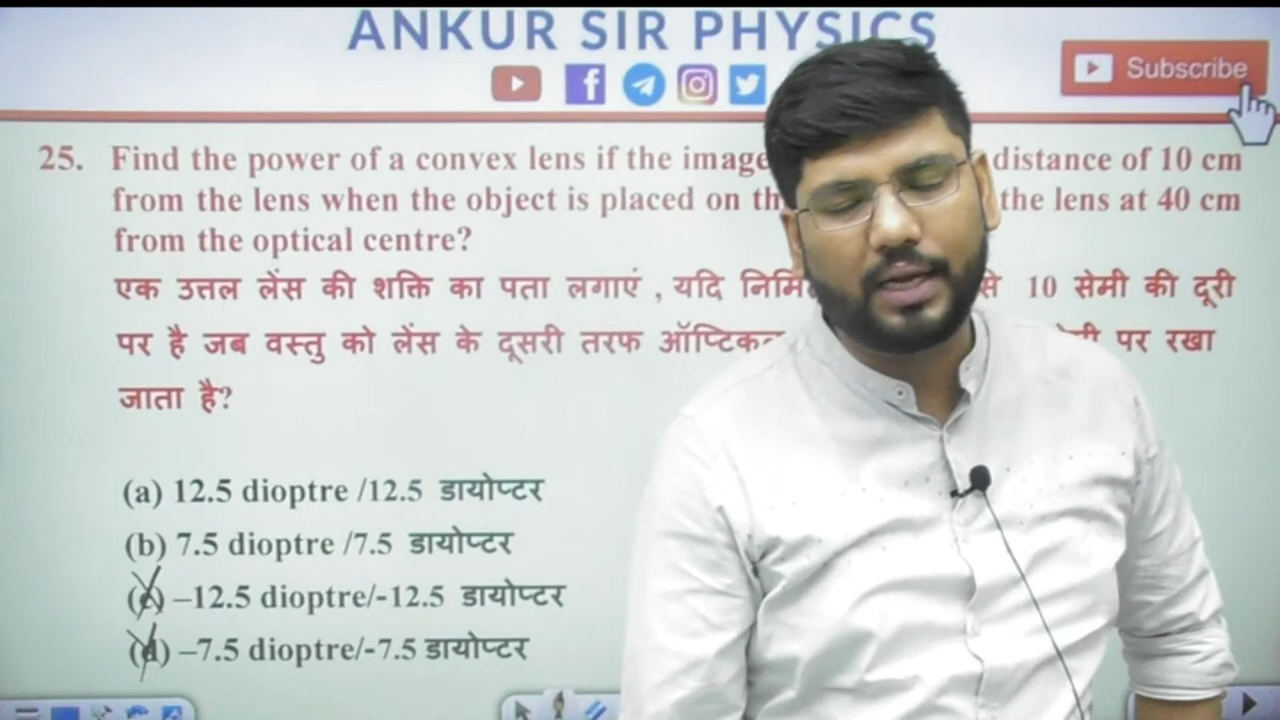 ANKUR SIR PHYSICS
Subscribe
25. Find the power of a convex lens if the image distance of 10 cm
from the lens when the object is placed on the lens at 40 cm
from the optical centre?
एक उत्तल लेंस की शक्ति का पता लगाएं , यदि से 10 सेमी की दूरी
पर है जब वस्तु को लेंस के दूसरी तरफ पर रखा
जाता है?
(a) 12.5 dioptre /12.5 डायोप्टर
(b) 7.5 dioptre /7.5 डायोप्टर
(c) –12.5 dioptre/-12.5 डायोप्टर
(d) –7.5 dioptre/-7.5 डायोप्टर